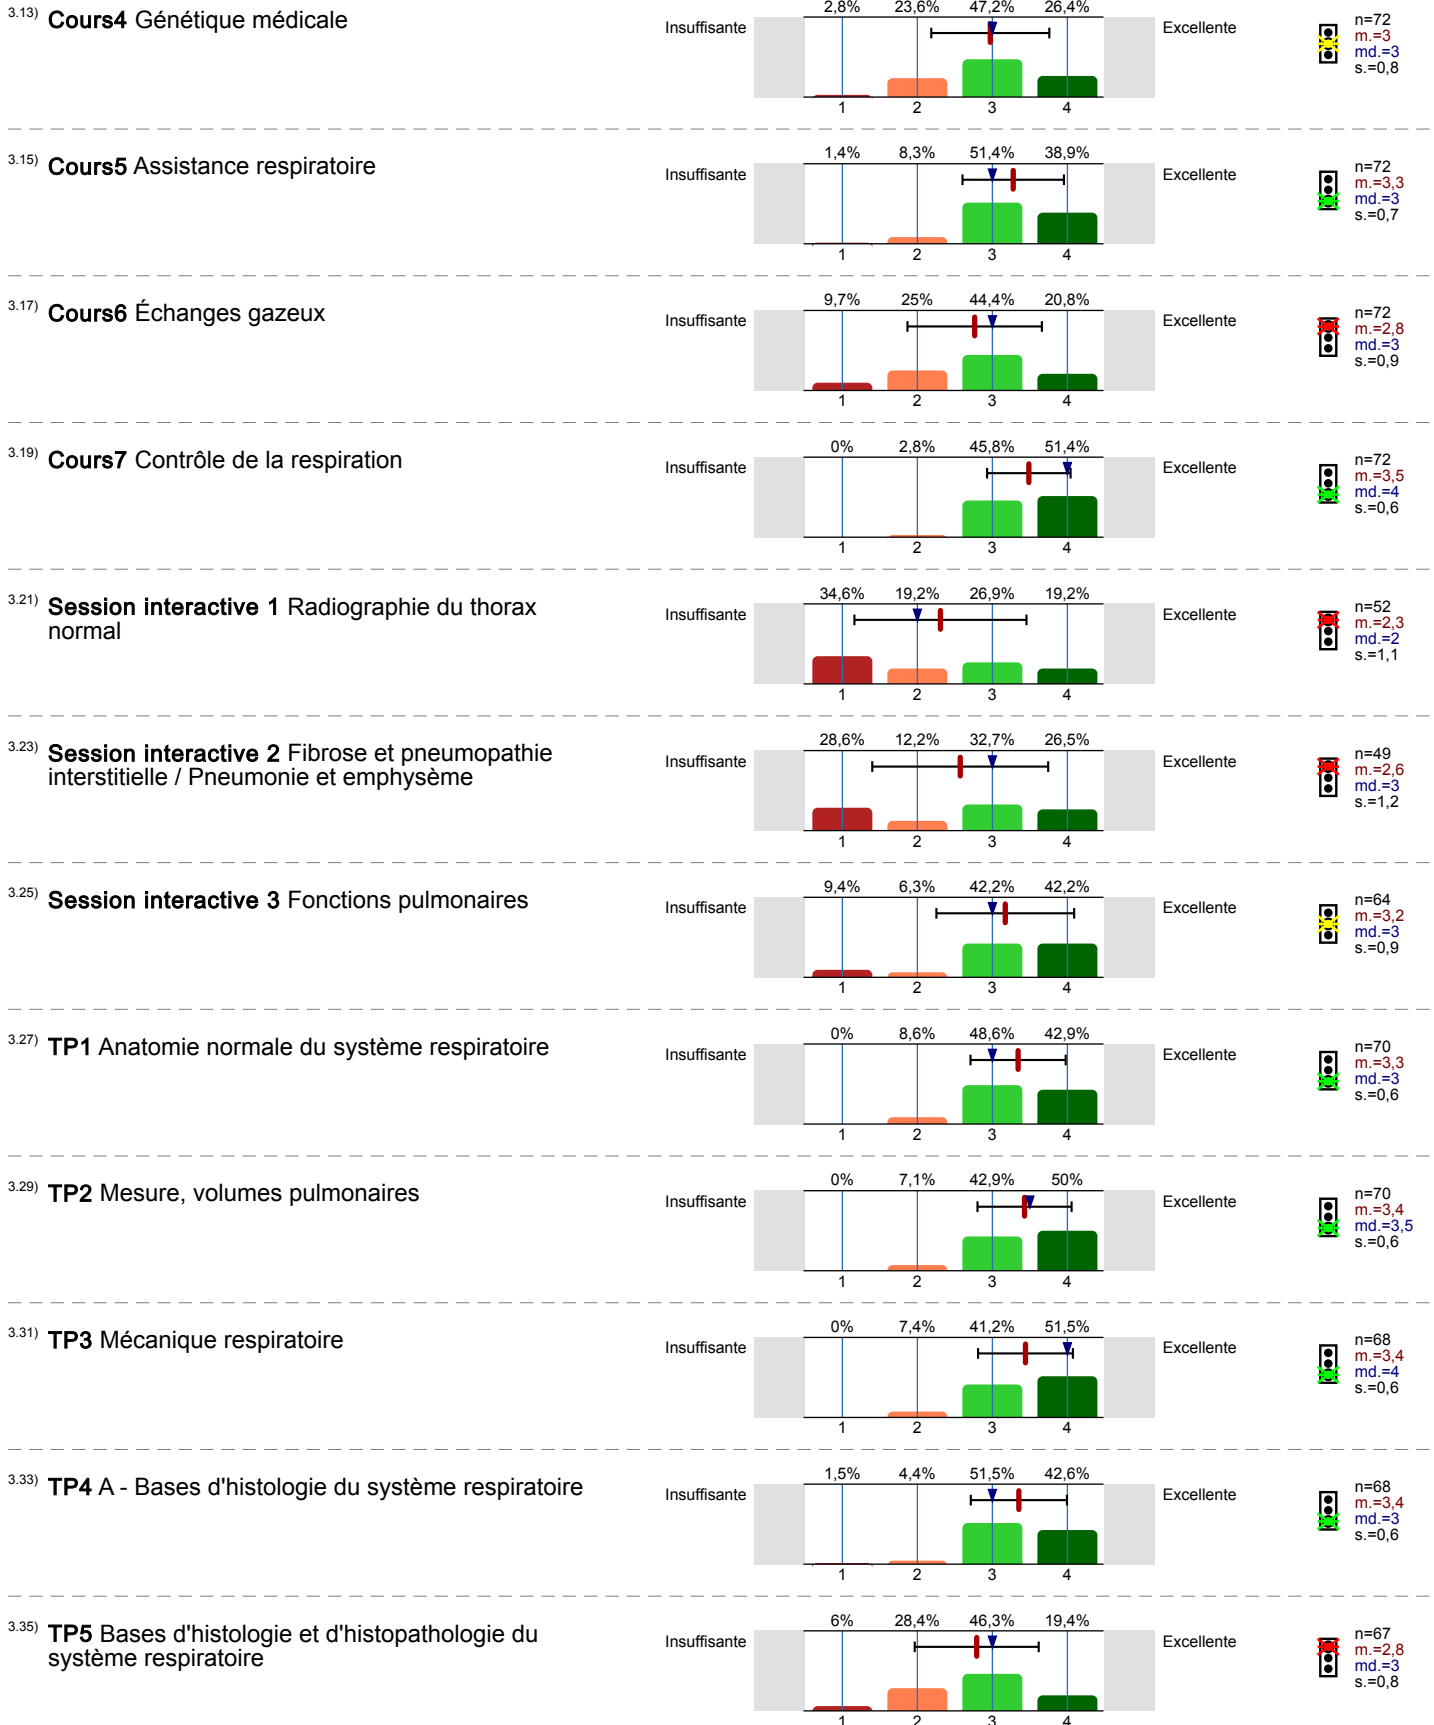 3.13) Cours4 Génétique médicale
Insuffisante
2,8% 23,6% 47,2% 26,4%
1 2 3 4
Excellente
n=72
m.=3
md.=3
s.=0,8
3.15) Cours5 Assistance respiratoire
Insuffisante
1,4% 8,3% 51,4% 38,9%
1 2 3 4
Excellente
n=72
m.=3,3
md.=3
s.=0,7
3.17) Cours6 Échanges gazeux
Insuffisante
9,7% 25% 44,4% 20,8%
1 2 3 4
Excellente
n=72
m.=2,8
md.=3
s.=0,9
3.19) Cours7 Contrôle de la respiration
Insuffisante
0% 2,8% 45,8% 51,4%
1 2 3 4
Excellente
n=72
m.=3,5
md.=4
s.=0,6
3.21) Session interactive 1 Radiographie du thorax
normal
Insuffisante
34,6% 19,2% 26,9% 19,2%
1 2 3 4
Excellente
n=52
m.=2,3
md.=2
s.=1,1
3.23) Session interactive 2 Fibrose et pneumopathie
interstitielle / Pneumonie et emphysème
Insuffisante
28,6% 12,2% 32,7% 26,5%
1 2 3 4
Excellente
n=49
m.=2,6
md.=3
s.=1,2
3.25) Session interactive 3 Fonctions pulmonaires
Insuffisante
9,4% 6,3% 42,2% 42,2%
1 2 3 4
Excellente
n=64
m.=3,2
md.=3
s.=0,9
3.27) TP1 Anatomie normale du système respiratoire
Insuffisante
0% 8,6% 48,6% 42,9%
1 2 3 4
Excellente
n=70
m.=3,3
md.=3
s.=0,6
3.29) TP2 Mesure, volumes pulmonaires
Insuffisante
0% 7,1% 42,9% 50%
1 2 3 4
Excellente
n=70
m.=3,4
md.=3,5
s.=0,6
3.31) TP3 Mécanique respiratoire
Insuffisante
0% 7,4% 41,2% 51,5%
1 2 3 4
Excellente
n=68
m.=3,4
md.=4
s.=0,6
3.33) TP4 A - Bases d'histologie du système respiratoire
Insuffisante
1,5% 4,4% 51,5% 42,6%
1 2 3 4
Excellente
n=68
m.=3,4
md.=3
s.=0,6
3.35) TP5 Bases d'histologie et d'histopathologie du
système respiratoire
Insuffisante
6% 28,4% 46,3% 19,4%
1 2 3 4
Excellente
n=67
m.=2,8
md.=3
s.=0,8